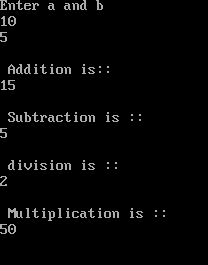 Enter a and b
10
5
Addition is::
15
Subtraction is ::
5
division is ::
2
Multiplication is ::
50